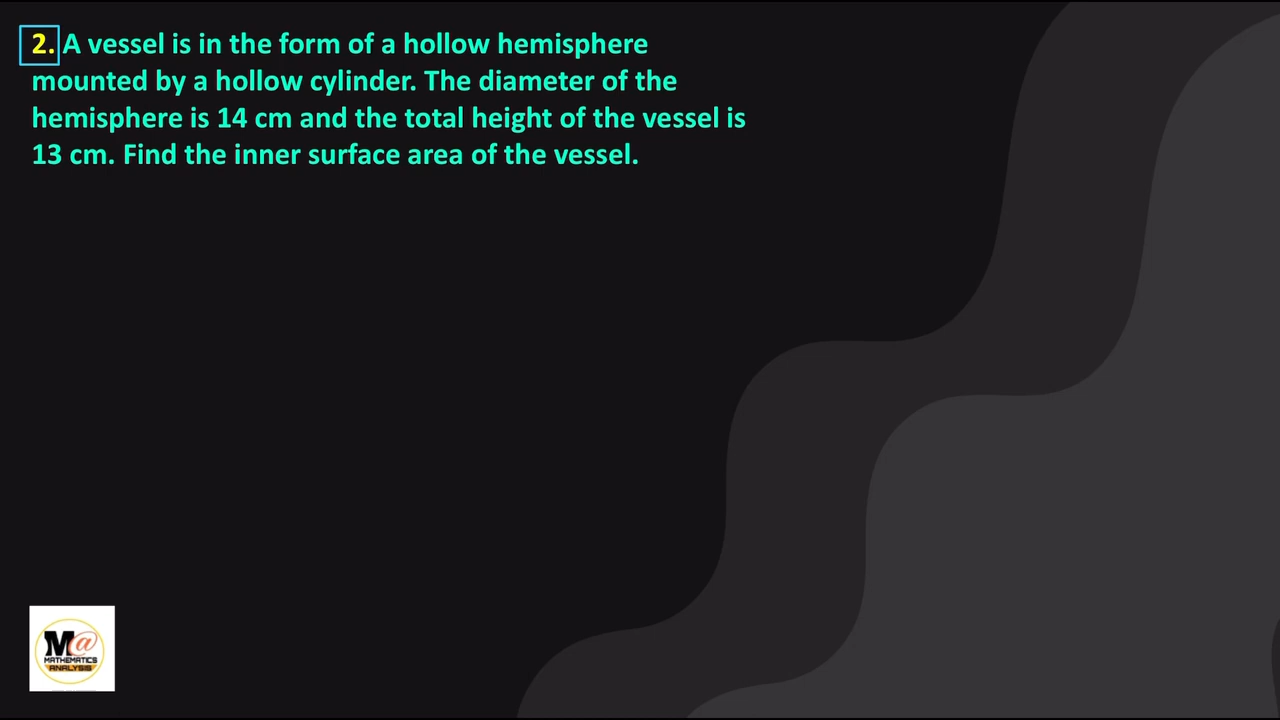 2. A vessel is in the form of a hollow hemisphere
mounted by a hollow cylinder. The diameter of the
hemisphere is 14 cm and the total height of the vessel is
13 cm. Find the inner surface area of the vessel.
M@
MATHEMATICS
ANALYSIS